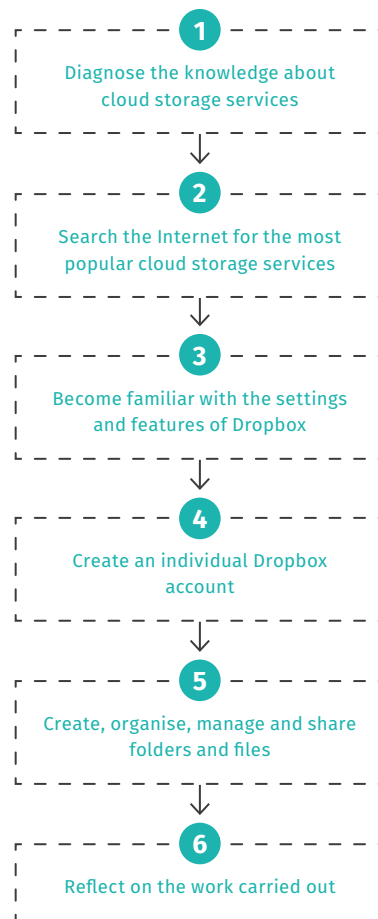 1
Diagnose the knowledge about
cloud storage services
2
Search the Internet for the most
popular cloud storage services
3
Become familiar with the settings
and features of Dropbox
4
Create an individual Dropbox
account
5
Create, organise, manage and share
folders and files
6
Reflect on the work carried out